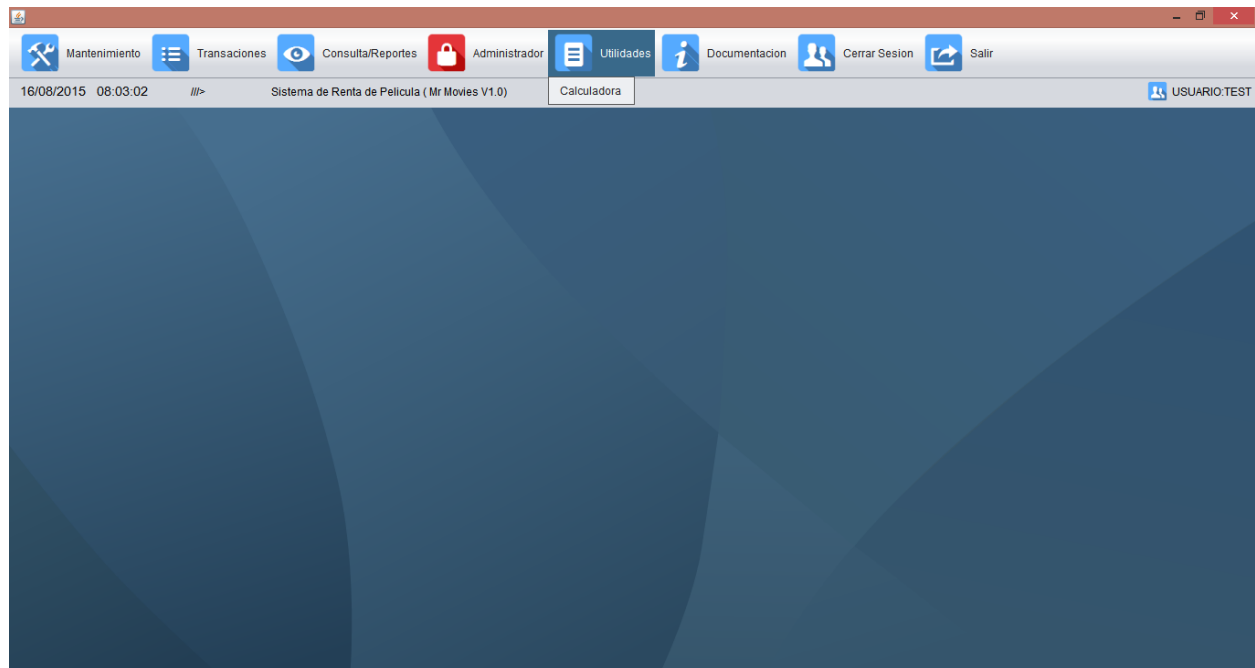 Mantenimiento Transaciones Consulta/Reportes Administrador Utilidades Documentacion Cerrar Sesion Salir
16/08/2015 08:03:02 ///> Sistema de Renta de Pelicula ( Mr Movies V1.0) Calculadora USUARIO:TEST